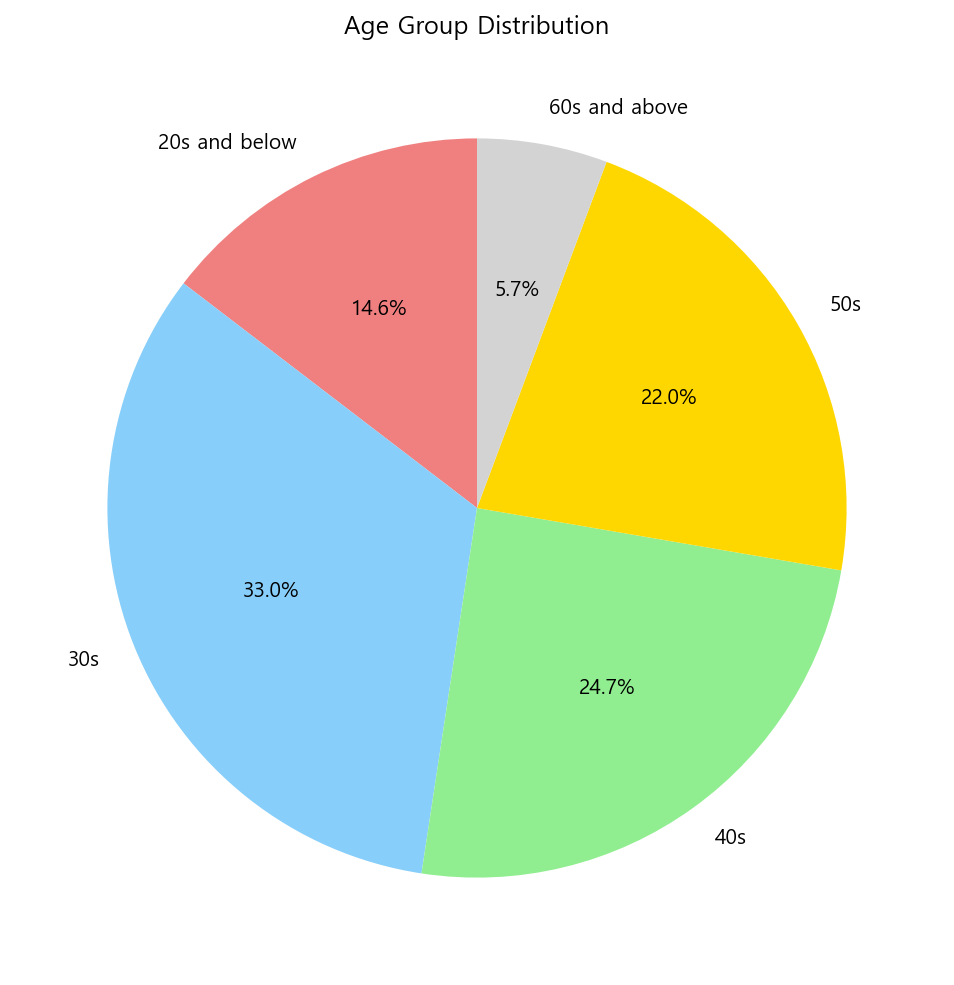 Age Group Distribution
60s and above
20s and below
5.7%
50s
14.6%
22.0%
33.0%
30s
24.7%
40s